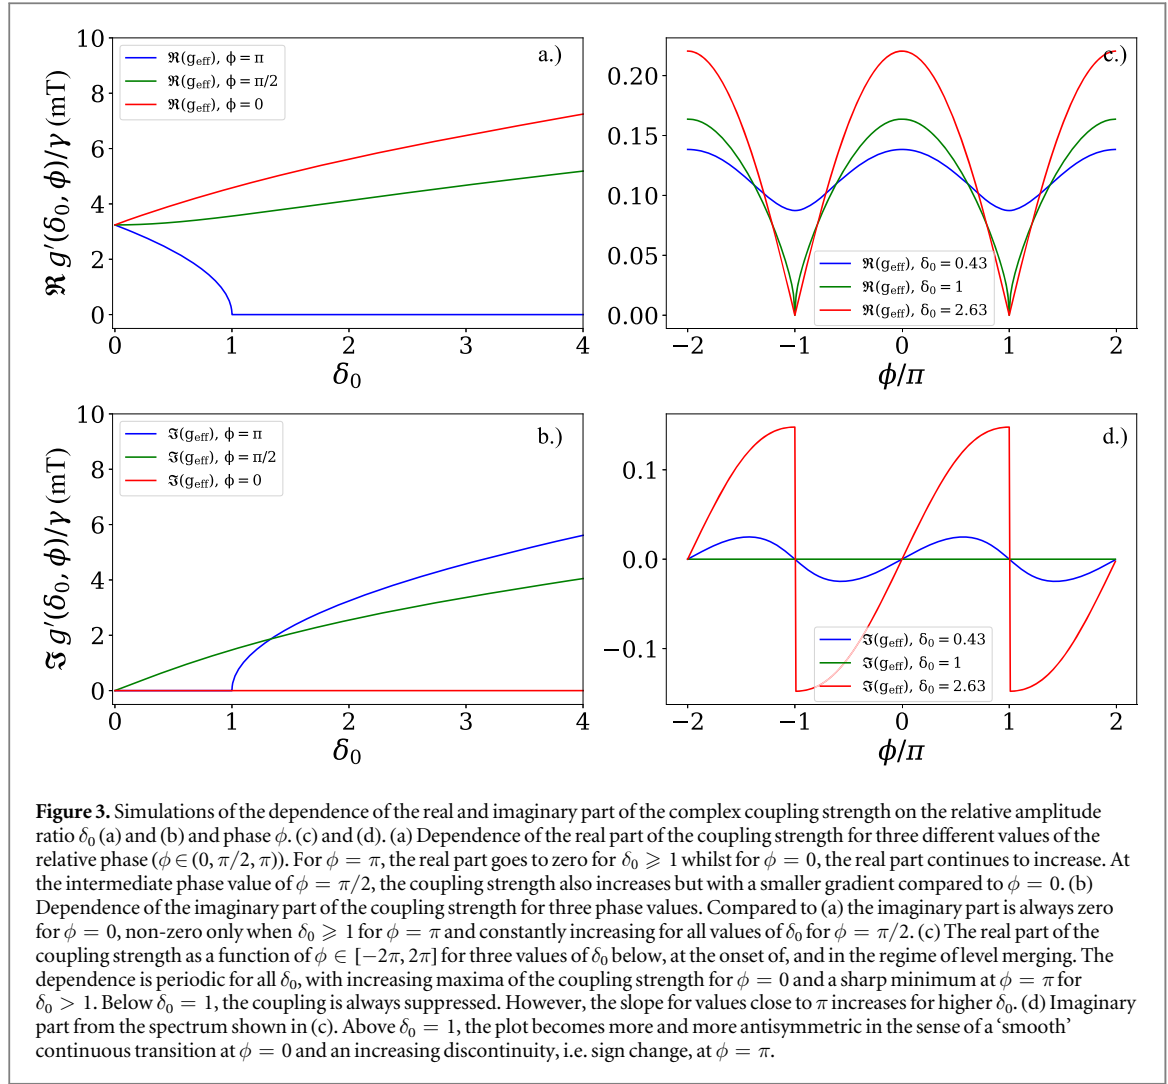 10
8
6
4
2
0
ℜ g′(δ₀, ϕ)/γ (mT)
ℜ(g_eff), ϕ = π
ℜ(g_eff), ϕ = π/2
ℜ(g_eff), ϕ = 0
a.)
0 1 2 3 4
δ₀
0.20
0.15
0.10
0.05
0.00
c.)
ℜ(g_eff), δ₀ = 0.43
ℜ(g_eff), δ₀ = 1
ℜ(g_eff), δ₀ = 2.63
−2 −1 0 1 2
ϕ/π
10
8
6
4
2
0
ℑ g′(δ₀, ϕ)/γ (mT)
ℑ(g_eff), ϕ = π
ℑ(g_eff), ϕ = π/2
ℑ(g_eff), ϕ = 0
b.)
0 1 2 3 4
δ₀
0.1
0.0
−0.1
d.)
ℑ(g_eff), δ₀ = 0.43
ℑ(g_eff), δ₀ = 1
ℑ(g_eff), δ₀ = 2.63
−2 −1 0 1 2
ϕ/π
Figure 3. Simulations of the dependence of the real and imaginary part of the complex coupling strength on the relative amplitude
ratio δ₀ (a) and (b) and phase ϕ. (c) and (d). (a) Dependence of the real part of the coupling strength for three different values of the
relative phase (ϕ ∈ (0, π/2, π)). For ϕ = π, the real part goes to zero for δ₀ ⩾ 1 whilst for ϕ = 0, the real part continues to increase. At
the intermediate phase value of ϕ = π/2, the coupling strength also increases but with a smaller gradient compared to ϕ = 0. (b)
Dependence of the imaginary part of the coupling strength for three phase values. Compared to (a) the imaginary part is always zero
for ϕ = 0, non-zero only when δ₀ ⩾ 1 for ϕ = π and constantly increasing for all values of δ₀ for ϕ = π/2. (c) The real part of the
coupling strength as a function of ϕ ∈ [−2π, 2π] for three values of δ₀ below, at the onset of, and in the regime of level merging. The
dependence is periodic for all δ₀, with increasing maxima of the coupling strength for ϕ = 0 and a sharp minimum at ϕ = π for
δ₀ > 1. Below δ₀ = 1, the coupling is always suppressed. However, the slope for values close to π increases for higher δ₀. (d) Imaginary
part from the spectrum shown in (c). Above δ₀ = 1, the plot becomes more and more antisymmetric in the sense of a ‘smooth’
continuous transition at ϕ = 0 and an increasing discontinuity, i.e. sign change, at ϕ = π.